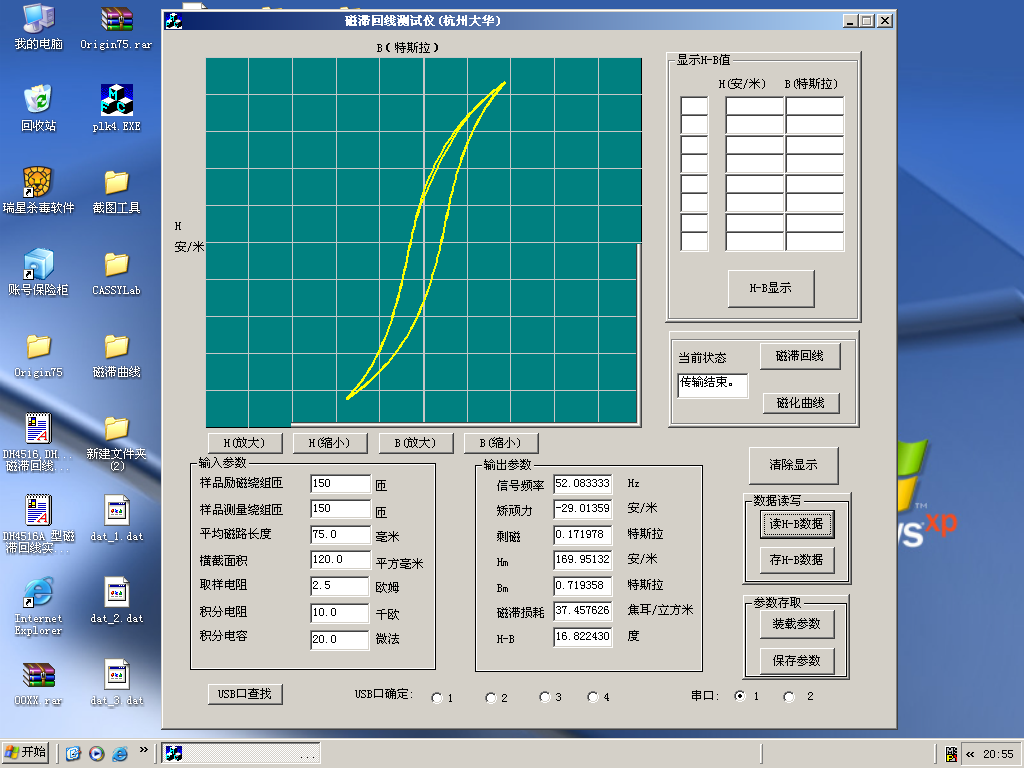 我的电脑
Origin75.rar
回收站
plk4.EXE
瑞星杀毒软件
截图工具
账号保险柜
CASSYLab
Origin75
磁滞曲线
DH4516_DH...
磁滞回线...
新建文件夹
(2)
DH4516A_型磁
滞回线实...
dat_1.dat
Internet
Explorer
dat_2.dat
OOXX.rar
dat_3.dat
磁滞回线测试仪(杭州大华)
B(特斯拉)
H
安/米
H(放大)
H(缩小)
B(放大)
B(缩小)
显示H-B值
H(安/米)
B(特斯拉)
H-B显示
当前状态
传输结束。
磁滞回线
磁化曲线
清除显示
数据读写
读H-B数据
存H-B数据
参数存取
装载参数
保存参数
输入参数
样品励磁绕组匝 150 匝
样品测量绕组匝 150 匝
平均磁路长度 75.0 毫米
横截面积 120.0 平方毫米
取样电阻 2.5 欧姆
积分电阻 10.0 千欧
积分电容 20.0 微法
输出参数
信号频率 52.083333 Hz
矫顽力 -29.01359 安/米
剩磁 0.171978 特斯拉
Hm 169.95132 安/米
Bm 0.719358 特斯拉
磁滞损耗 37.457626 焦耳/立方米
H-B 16.822430 度
USB口查找
USB口确定:
1
2
3
4
串口:
1
2
ws xp
TM
开始
»
...
«
20:55